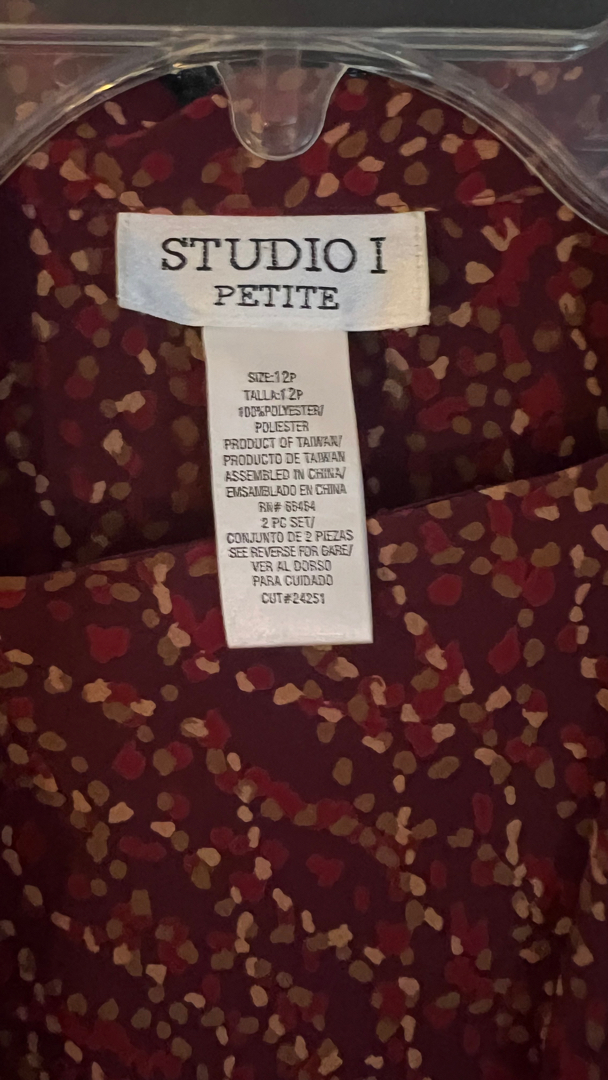 STUDIO I
PETITE
SIZE:12P
TALLA:12P
100%POLYESTER/
POLIESTER
PRODUCT OF TAIWAN/
PRODUCTO DE TAIWAN
ASSEMBLED IN CHINA/
EMSAMBLADO EN CHINA
RN# 66464
2 PC SET/
CONJUNTO DE 2 PIEZAS
SEE REVERSE FOR CARE/
VER AL DORSO
PARA CUIDADO
CUT#24251